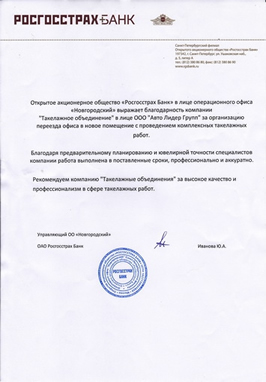 РОСГОССТРАХ БАНК
Санкт-Петербургский филиал
Открытого акционерного общества «Росгосстрах Банк»
Открытое акционерное общество «Росгосстрах Банк» в лице операционного офиса
«Новгородский» выражает благодарность компании
"Такелажное объединение" в лице ООО "Авто Лидер Групп" за организацию
переезда офиса в новое помещение с проведением комплексных такелажных
работ.
Благодаря предварительному планированию и ювелирной точности специалистов
компании работа выполнена в поставленные сроки, профессионально и аккуратно.
Рекомендуем компанию "Такелажные объединения" за высокое качество и
профессионализм в сфере такелажных работ.
Управляющий ОО «Новгородский»
ОАО Росгосстрах Банк
Иванова Ю.А.
РОСГОССТРАХ
БАНК